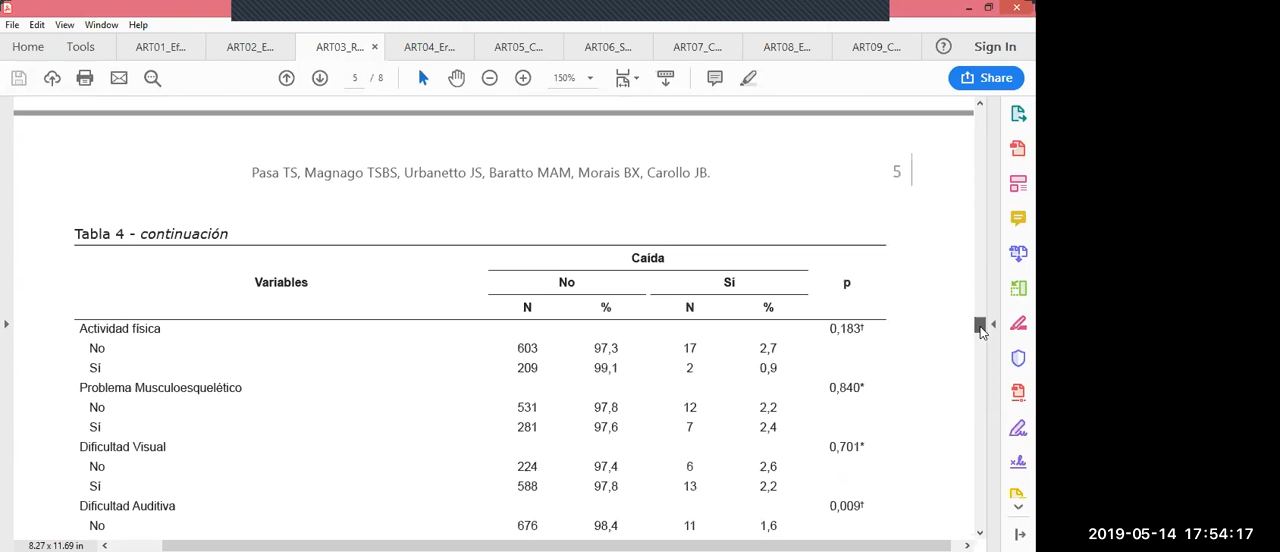 File Edit View Window Help
Home Tools ART01_Ef... ART02_E... ART03_R... × ART04_Er... ART05_C... ART06_S... ART07_C... ART08_E... ART09_C... ? Sign In
5 / 8 150% Share
Pasa TS, Magnago TSBS, Urbanetto JS, Baratto MAM, Morais BX, Carollo JB. 5
Tabla 4 - continuación
Caída
Variables No Sí p
N % N %
Actividad física 0,183†
No 603 97,3 17 2,7
Sí 209 99,1 2 0,9
Problema Musculoesquelético 0,840*
No 531 97,8 12 2,2
Sí 281 97,6 7 2,4
Dificultad Visual 0,701*
No 224 97,4 6 2,6
Sí 588 97,8 13 2,2
Dificultad Auditiva 0,009†
No 676 98,4 11 1,6
8.27 x 11.69 in
2019-05-14 17:54:17